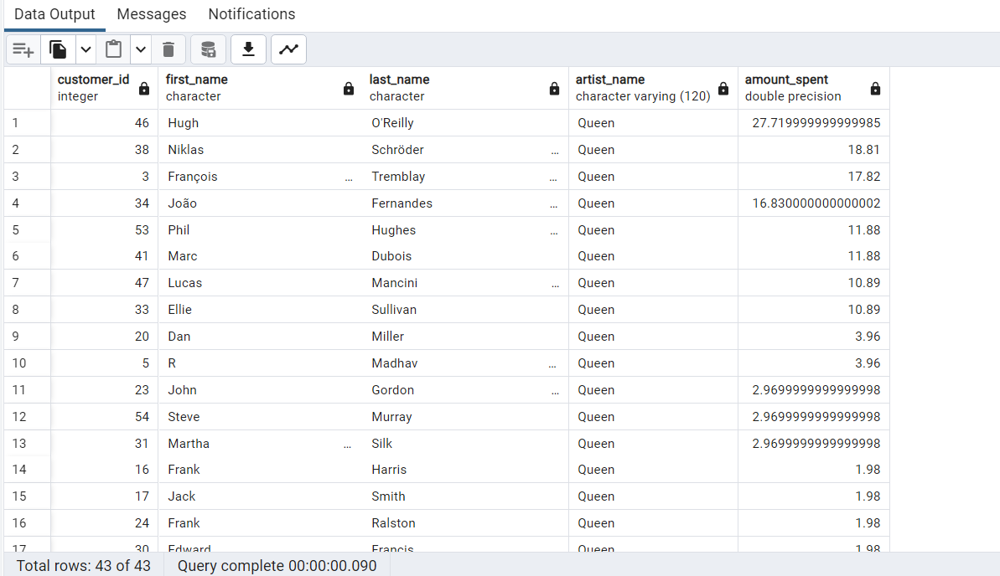 Data Output Messages Notifications
customer_id first_name last_name artist_name amount_spent
integer character character character varying (120) double precision
1 46 Hugh O'Reilly Queen 27.719999999999985
2 38 Niklas Schröder ... Queen 18.81
3 3 François ... Tremblay ... Queen 17.82
4 34 João Fernandes ... Queen 16.830000000000002
5 53 Phil Hughes ... Queen 11.88
6 41 Marc Dubois Queen 11.88
7 47 Lucas Mancini ... Queen 10.89
8 33 Ellie Sullivan Queen 10.89
9 20 Dan Miller Queen 3.96
10 5 R Madhav ... Queen 3.96
11 23 John Gordon ... Queen 2.9699999999999998
12 54 Steve Murray Queen 2.9699999999999998
13 31 Martha ... Silk Queen 2.9699999999999998
14 16 Frank Harris Queen 1.98
15 17 Jack Smith Queen 1.98
16 24 Frank Ralston Queen 1.98
17 30 Edward Francis Queen 1.98
Total rows: 43 of 43 Query complete 00:00:00.090